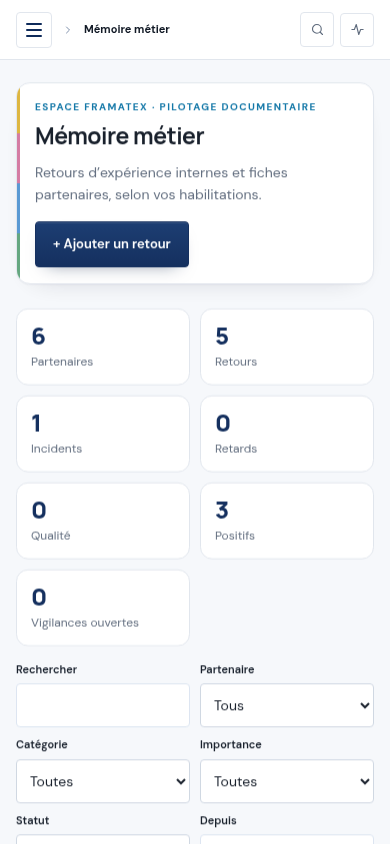 Mémoire métier
ESPACE FRAMATEX · PILOTAGE DOCUMENTAIRE
Mémoire métier
Retours d’expérience internes et fiches
partenaires, selon vos habilitations.
+ Ajouter un retour
6
Partenaires
5
Retours
1
Incidents
0
Retards
0
Qualité
3
Positifs
0
Vigilances ouvertes
Rechercher
Partenaire
Tous
Catégorie
Importance
Toutes
Toutes
Statut
Depuis